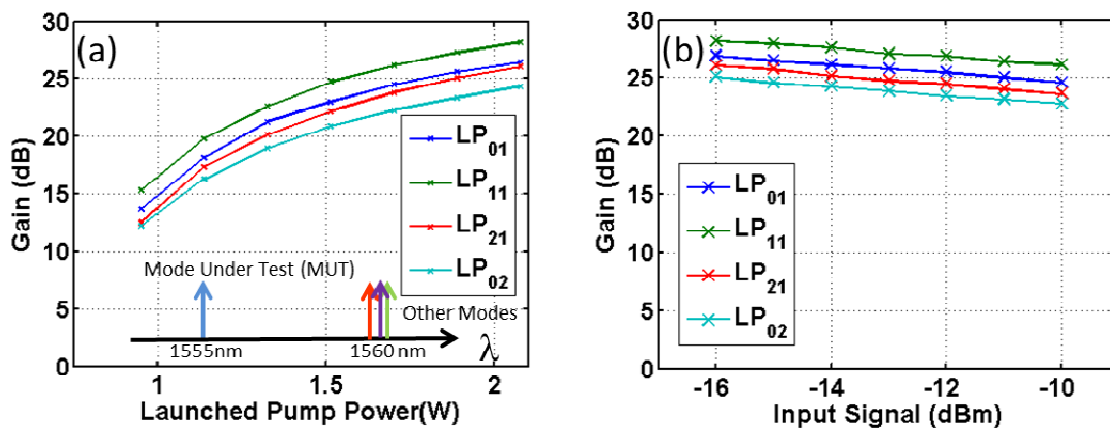 (a)
30
25
20
15
10
5
0
Gain (dB)
LP01
LP11
LP21
LP02
Mode Under Test (MUT)
Other Modes
1555nm
1560nm
λ
1
1.5
2
Launched Pump Power(W)
(b)
30
25
20
15
10
5
0
Gain (dB)
LP01
LP11
LP21
LP02
-16
-14
-12
-10
Input Signal (dBm)